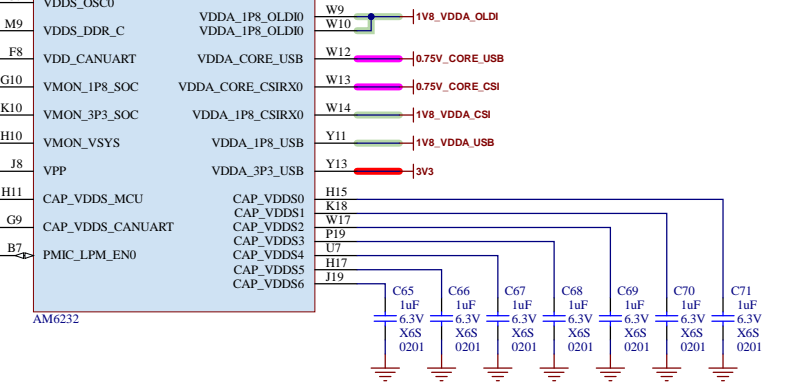 VDDS_OSC0
M9 VDDS_DDR_C
F8 VDD_CANUART
G10 VMON_1P8_SOC
K10 VMON_3P3_SOC
H10 VMON_VSYS
J8 VPP
H11 CAP_VDDS_MCU
G9 CAP_VDDS_CANUART
B7 PMIC_LPM_EN0
VDDA_1P8_OLDI0 W9 1V8_VDDA_OLDI
VDDA_1P8_OLDI0 W10
VDDA_CORE_USB W12 0.75V_CORE_USB
VDDA_CORE_CSIRX0 W13 0.75V_CORE_CSI
VDDA_1P8_CSIRX0 W14 1V8_VDDA_CSI
VDDA_1P8_USB Y11 1V8_VDDA_USB
VDDA_3P3_USB Y13 3V3
CAP_VDDS0 H15
CAP_VDDS1 K18
CAP_VDDS2 W17
CAP_VDDS3 P19
CAP_VDDS4 U7
CAP_VDDS5 H17
CAP_VDDS6 J19
AM6232
C65 C66 C67 C68 C69 C70 C71
1uF 1uF 1uF 1uF 1uF 1uF 1uF
6.3V 6.3V 6.3V 6.3V 6.3V 6.3V 6.3V
X6S X6S X6S X6S X6S X6S X6S
0201 0201 0201 0201 0201 0201 0201